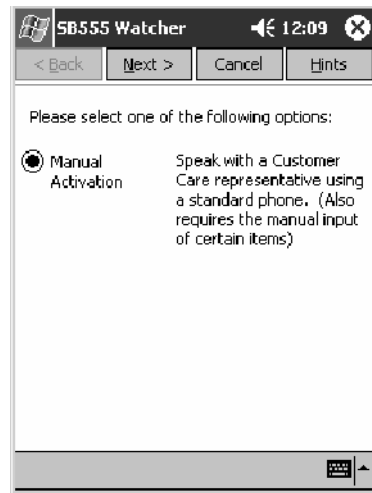 SB555 Watcher 12:09
< Back Next > Cancel Hints
Please select one of the following options:
Manual Speak with a Customer
Activation Care representative using
a standard phone. (Also
requires the manual input
of certain items)